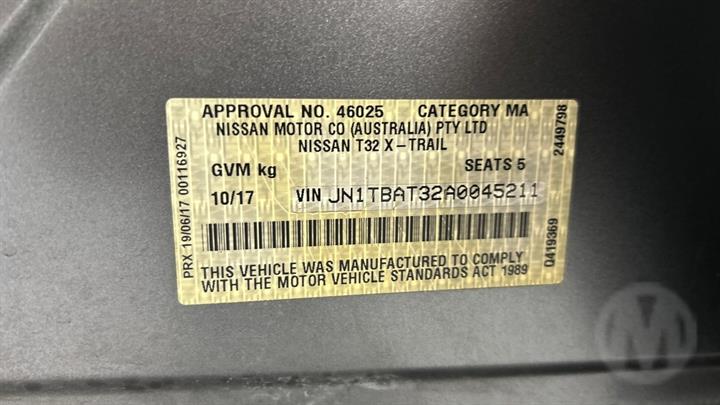 APPROVAL NO. 46025 CATEGORY MA
NISSAN MOTOR CO (AUSTRALIA) PTY LTD
NISSAN T32 X-TRAIL
GVM kg SEATS 5
10/17 VIN JN1TBAT32A0045211
THIS VEHICLE WAS MANUFACTURED TO COMPLY
WITH THE MOTOR VEHICLE STANDARDS ACT 1989
PRX 19/06/17 00116927
2449798
Q419369
M